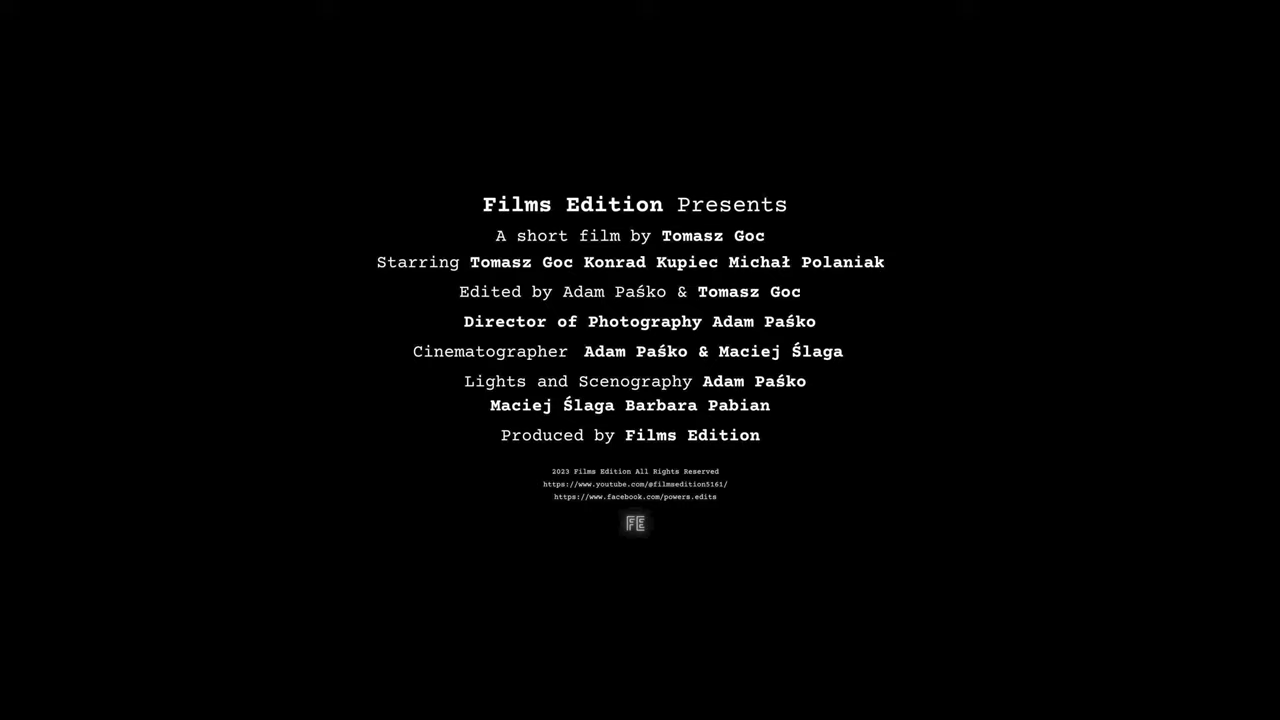 Films Edition Presents
A short film by Tomasz Goc
Starring Tomasz Goc Konrad Kupiec Michał Polaniak
Edited by Adam Paśko & Tomasz Goc
Director of Photography Adam Paśko
Cinematographer Adam Paśko & Maciej Ślaga
Lights and Scenography Adam Paśko
Maciej Ślaga Barbara Pabian
Produced by Films Edition
2023 Films Edition All Rights Reserved
https://www.youtube.com/@filmsedition5161/
https://www.facebook.com/powers.edits
FE